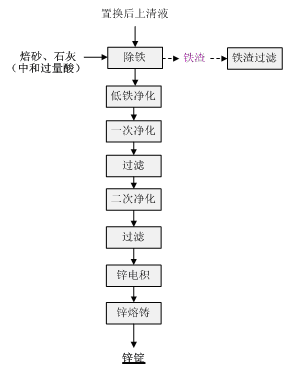 置换后上清液
焙砂、石灰
（中和过量酸）
除铁
铁渣
铁渣过滤
低铁净化
一次净化
过滤
二次净化
过滤
锌电积
锌熔铸
锌锭